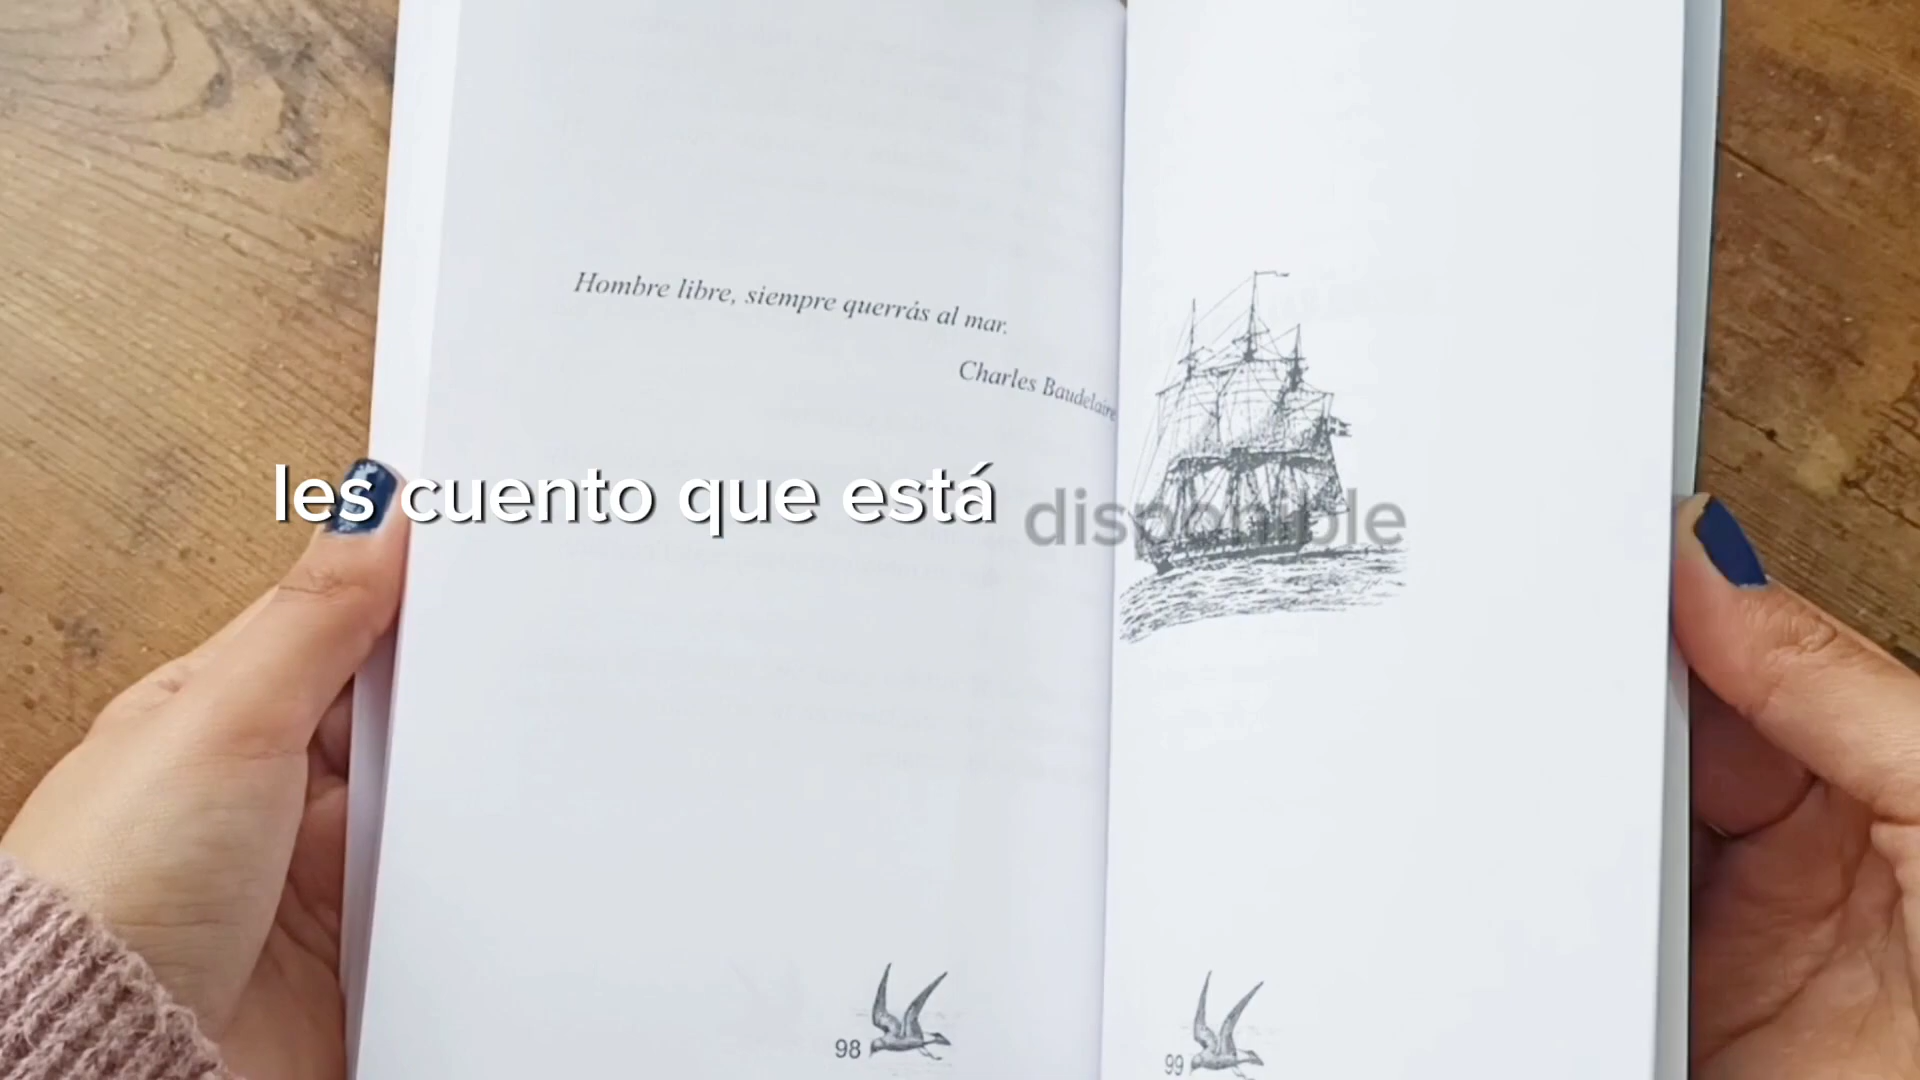 Hombre libre, siempre querrás al mar.
Charles Baudelaire
les cuento que está disponible
98
99